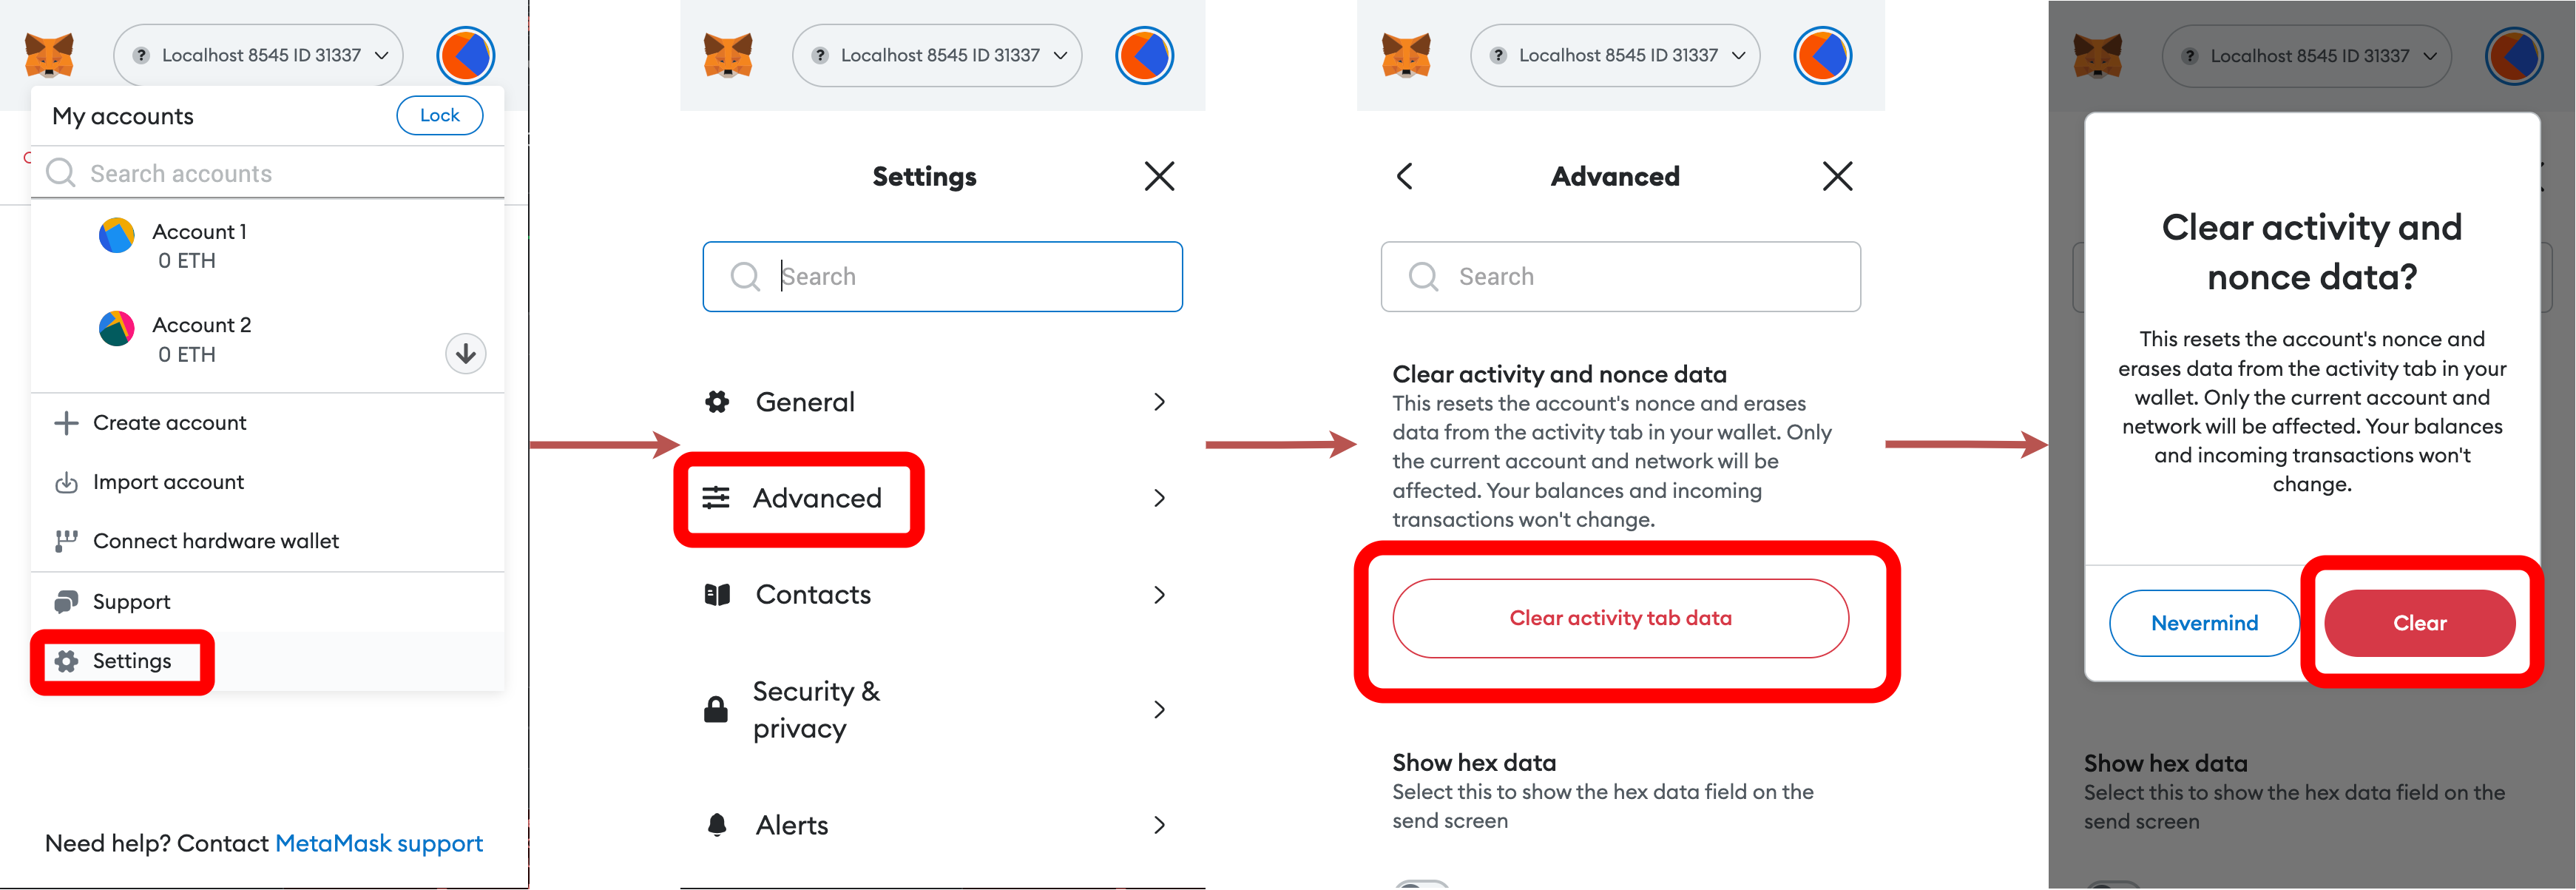 Localhost 8545 ID 31337
My accounts
Lock
Search accounts
Account 1
0 ETH
Account 2
0 ETH
Create account
Import account
Connect hardware wallet
Support
Settings
Need help? Contact MetaMask support
Localhost 8545 ID 31337
Settings
Search
General
Advanced
Contacts
Security &
privacy
Alerts
Localhost 8545 ID 31337
Advanced
Search
Clear activity and nonce data
This resets the account's nonce and erases
data from the activity tab in your wallet. Only
the current account and network will be
affected. Your balances and incoming
transactions won't change.
Clear activity tab data
Show hex data
Select this to show the hex data field on the
send screen
Localhost 8545 ID 31337
Clear activity and
nonce data?
This resets the account's nonce and
erases data from the activity tab in your
wallet. Only the current account and
network will be affected. Your balances
and incoming transactions won't
change.
Nevermind
Clear
Show hex data
Select this to show the hex data field on the
send screen